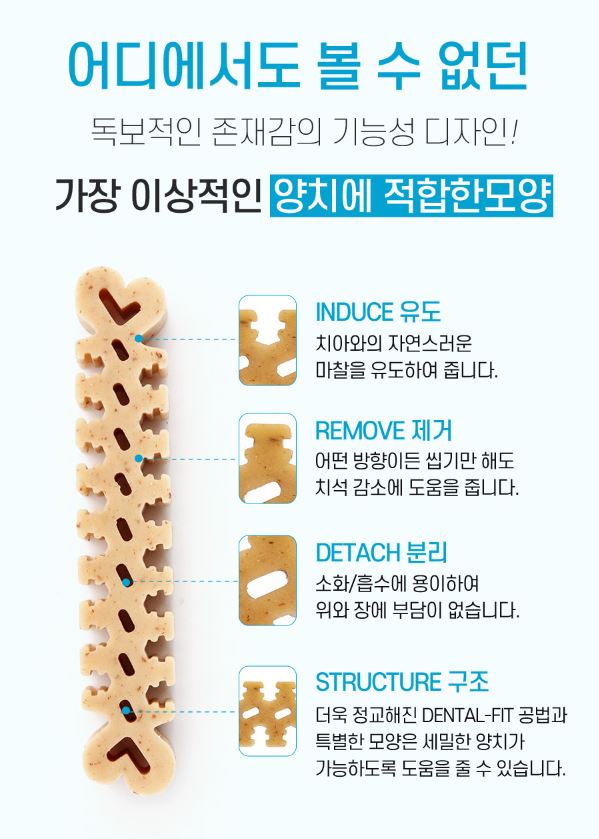 어디에서도 볼 수 없던
독보적인 존재감의 기능성 디자인!
가장 이상적인 양치에 적합한모양
INDUCE 유도
치아와의 자연스러운
마찰을 유도하여 줍니다.
REMOVE 제거
어떤 방향이든 씹기만 해도
치석 감소에 도움을 줍니다.
DETACH 분리
소화/흡수에 용이하여
위와 장에 부담이 없습니다.
STRUCTURE 구조
더욱 정교해진 DENTAL-FIT 공법과
특별한 모양은 세밀한 양치가
가능하도록 도움을 줄 수 있습니다.